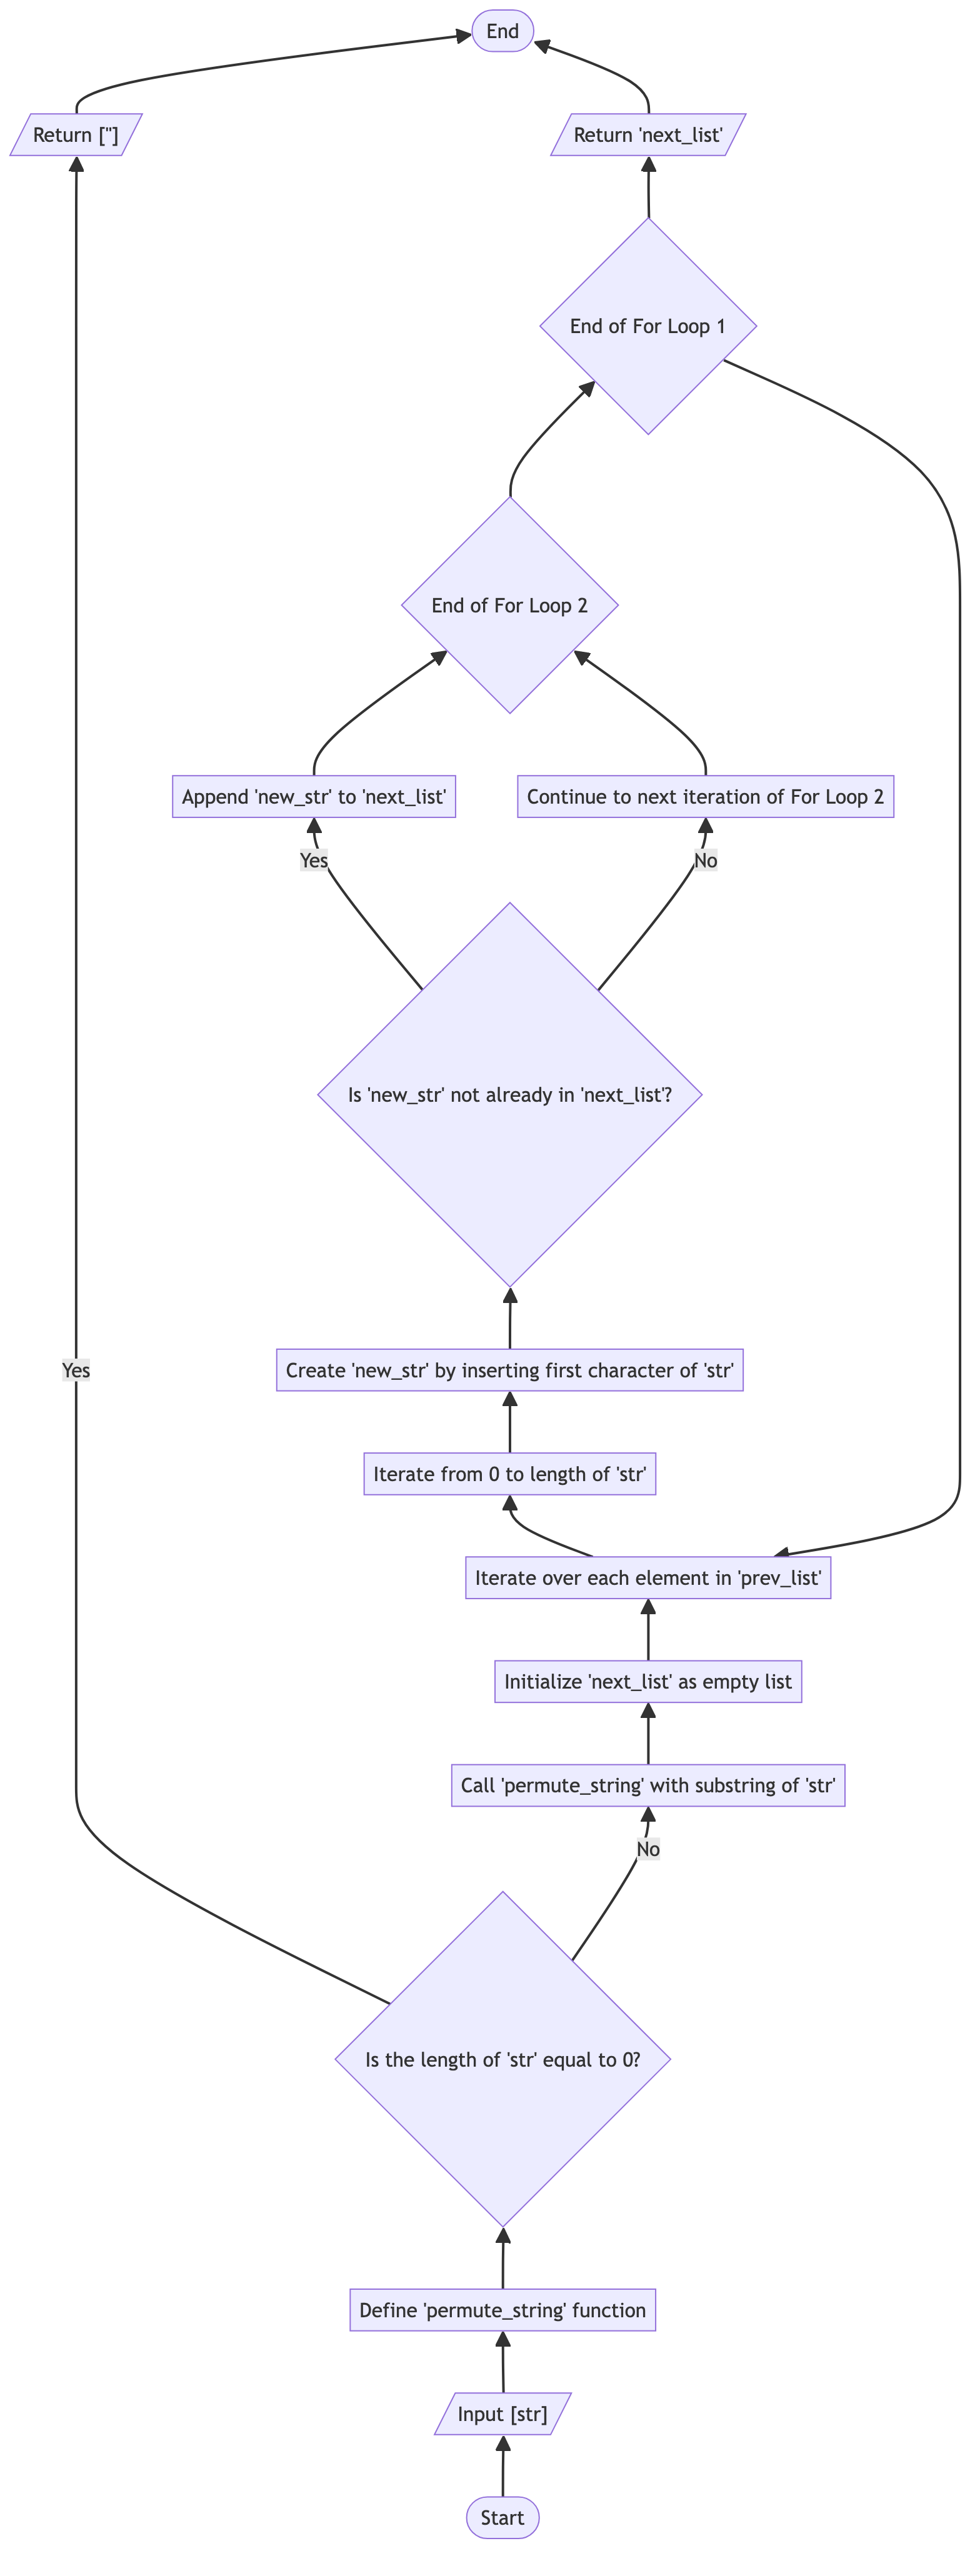 End
Return ['']
Return 'next_list'
End of For Loop 1
End of For Loop 2
Append 'new_str' to 'next_list'
Continue to next iteration of For Loop 2
Yes
No
Is 'new_str' not already in 'next_list'?
Yes
Create 'new_str' by inserting first character of 'str'
Iterate from 0 to length of 'str'
Iterate over each element in 'prev_list'
Initialize 'next_list' as empty list
Call 'permute_string' with substring of 'str'
No
Is the length of 'str' equal to 0?
Define 'permute_string' function
Input [str]
Start